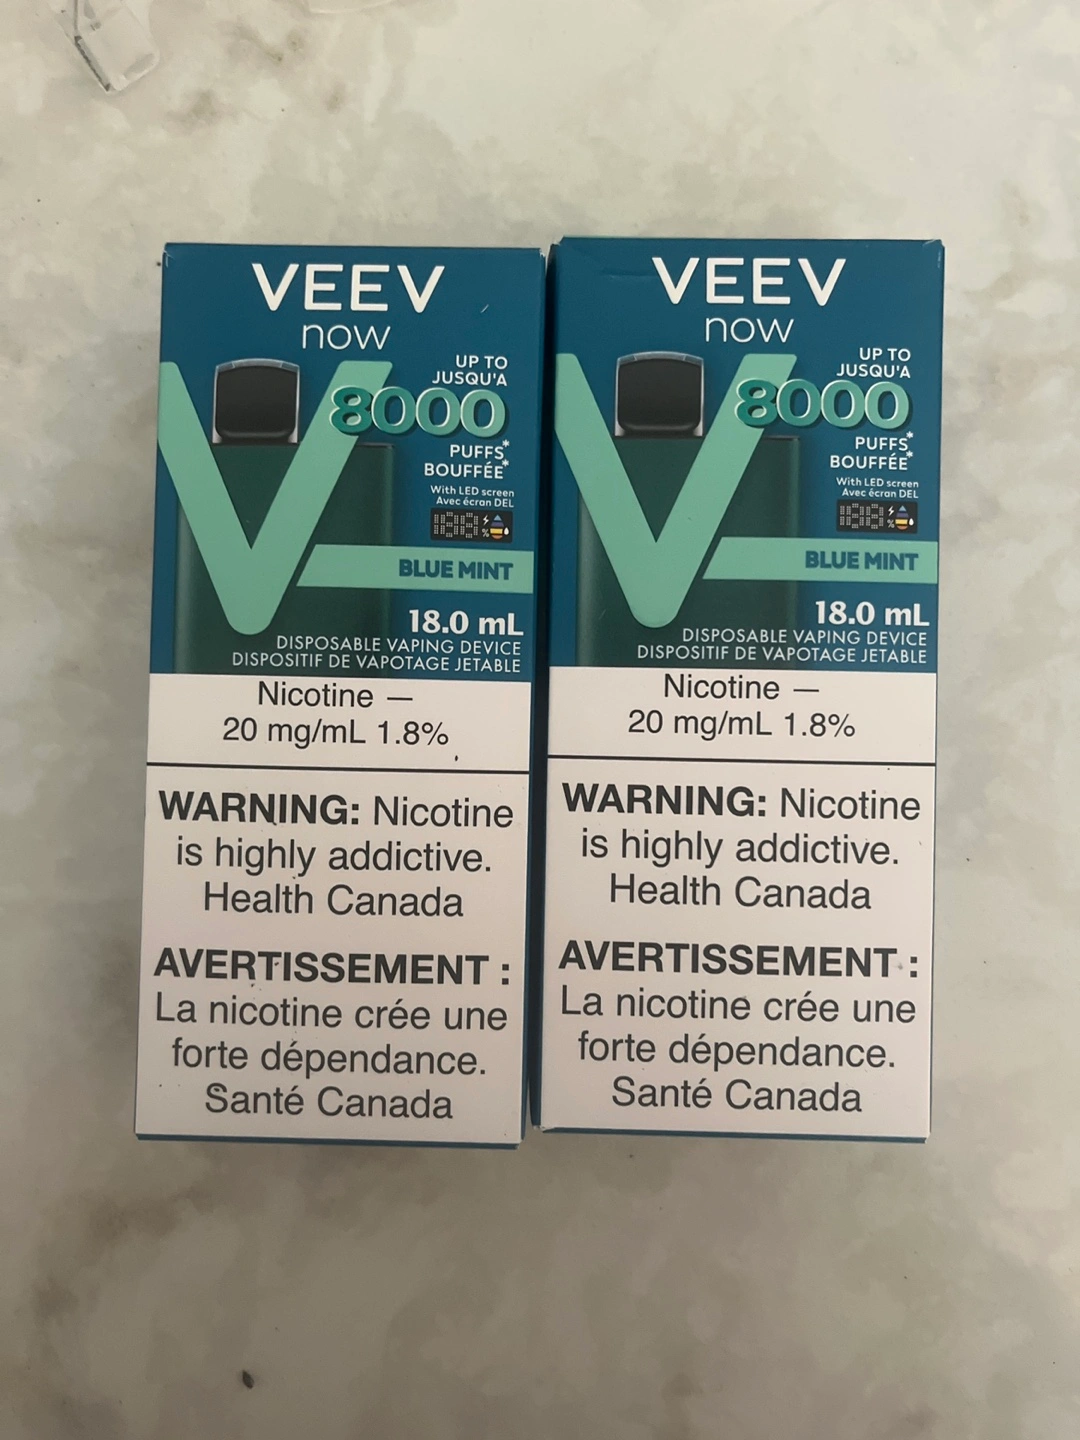 VEEV
now
UP TO
JUSQU'A
8000
PUFFS*
BOUFFÉE*
With LED screen
Avec écran DEL
188
%
BLUE MINT
18.0 mL
DISPOSABLE VAPING DEVICE
DISPOSITIF DE VAPOTAGE JETABLE
Nicotine —
20 mg/mL 1.8%
WARNING: Nicotine
is highly addictive.
Health Canada
AVERTISSEMENT :
La nicotine crée une
forte dépendance.
Santé Canada
VEEV
now
UP TO
JUSQU'A
8000
PUFFS*
BOUFFÉE*
With LED screen
Avec écran DEL
188
%
BLUE MINT
18.0 mL
DISPOSABLE VAPING DEVICE
DISPOSITIF DE VAPOTAGE JETABLE
Nicotine —
20 mg/mL 1.8%
WARNING: Nicotine
is highly addictive.
Health Canada
AVERTISSEMENT :
La nicotine crée une
forte dépendance.
Santé Canada